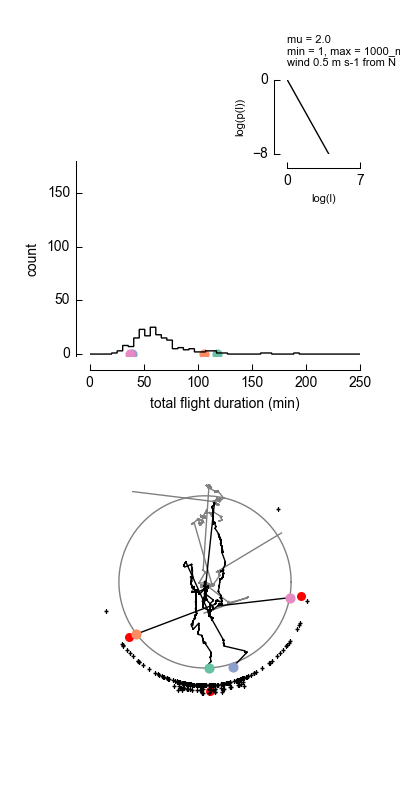 mu = 2.0
min = 1, max = 1000_m
wind 0.5 m s-1 from N
0
log(p(l))
−8
0
7
log(l)
150
100
50
0
count
0
50
100
150
200
250
total flight duration (min)